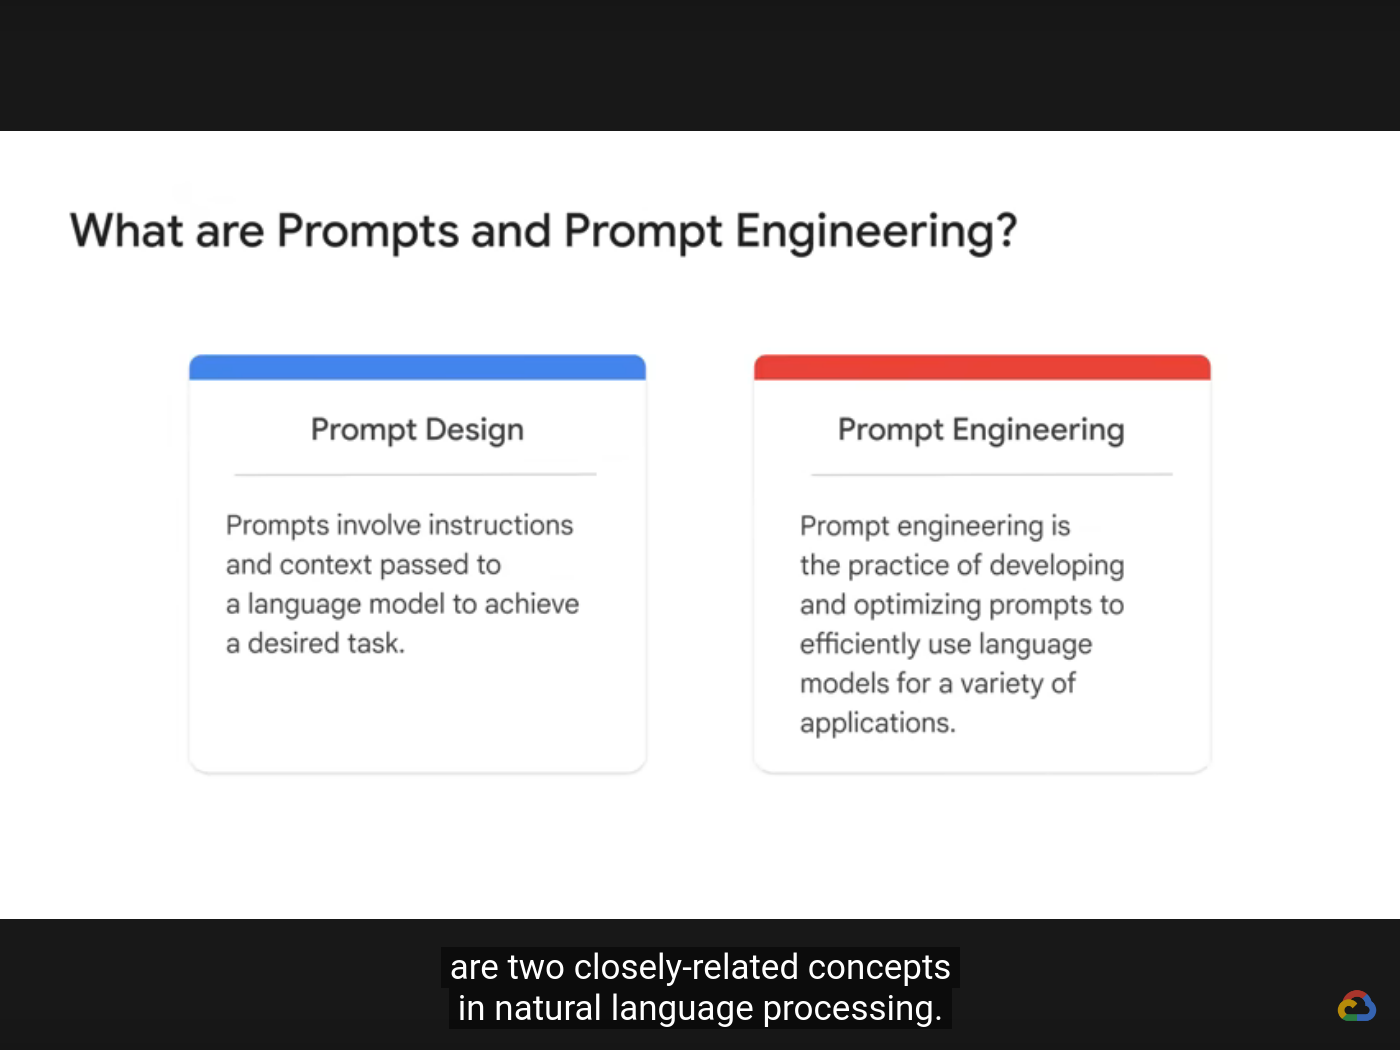 What are Prompts and Prompt Engineering?
Prompt Design
Prompts involve instructions
and context passed to
a language model to achieve
a desired task.
Prompt Engineering
Prompt engineering is
the practice of developing
and optimizing prompts to
efficiently use language
models for a variety of
applications.
are two closely-related concepts
in natural language processing.